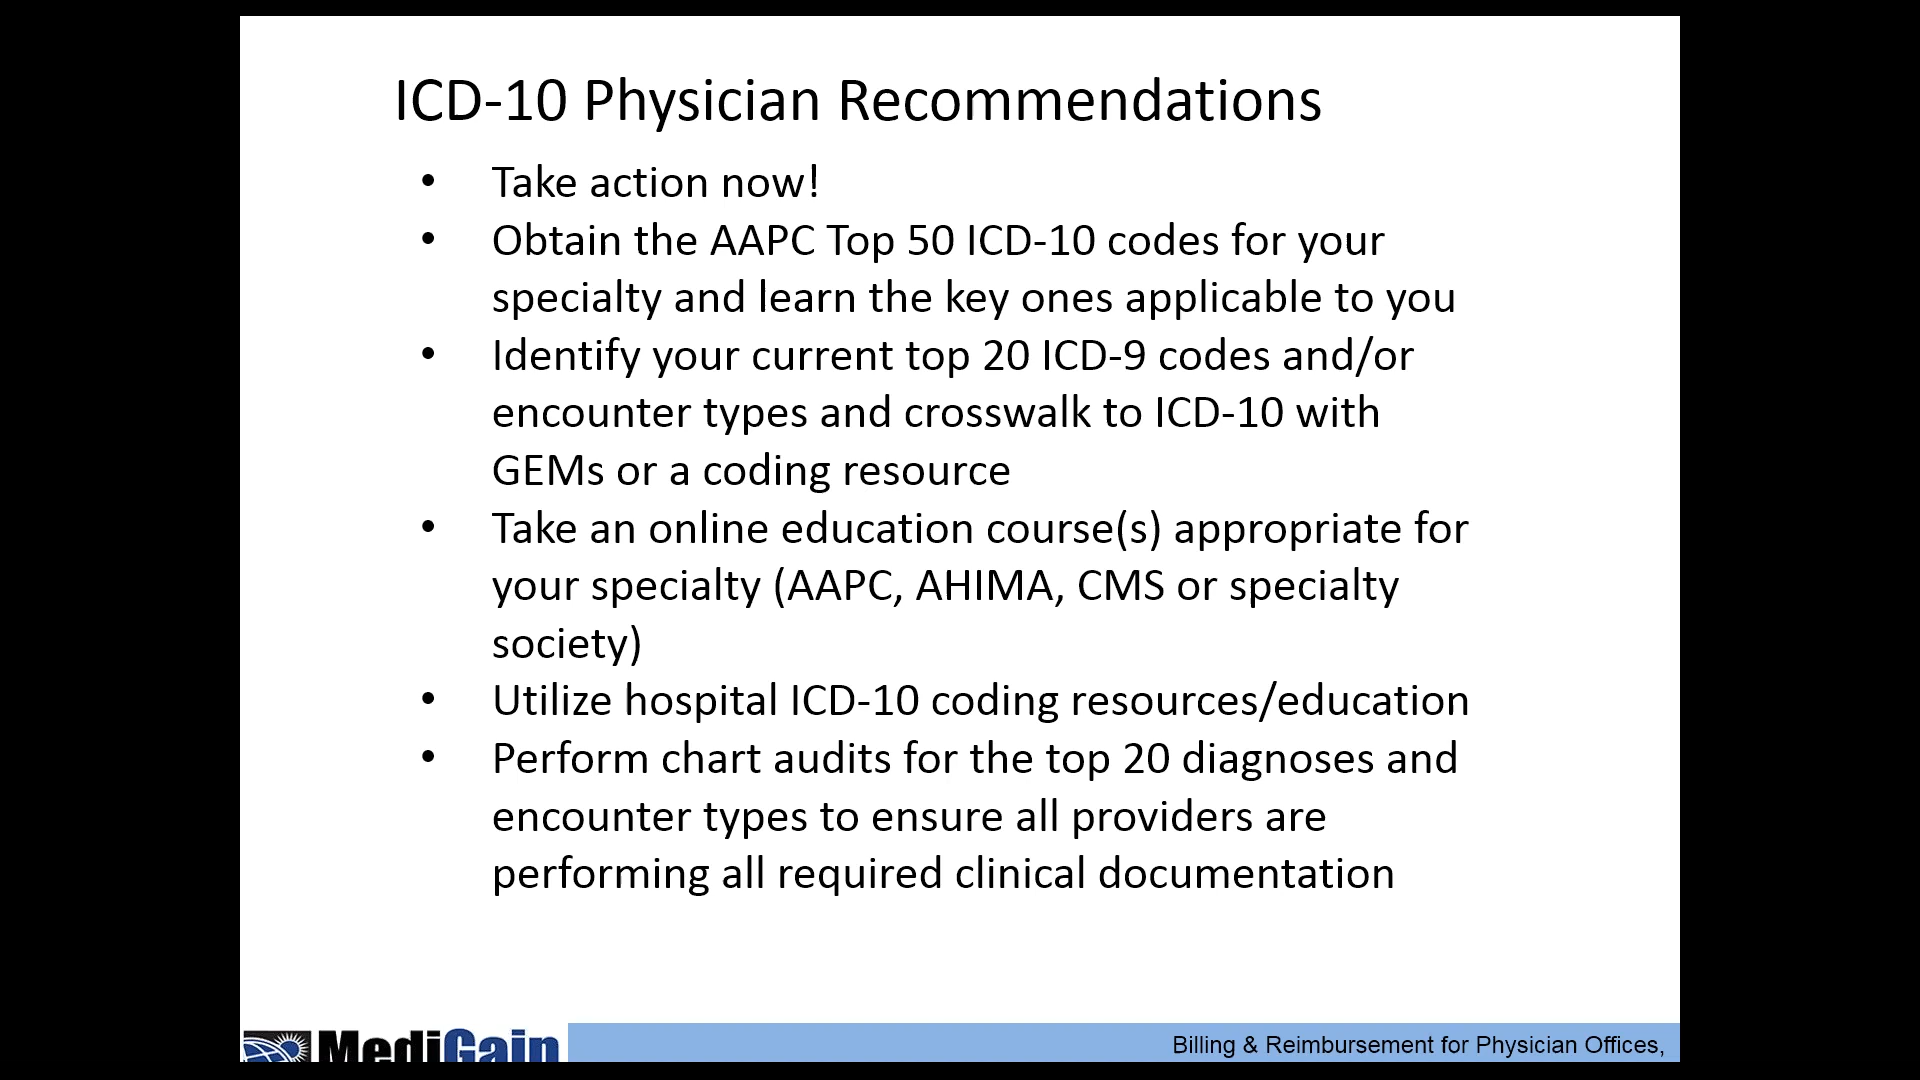 ICD-10 Physician Recommendations
• Take action now!
• Obtain the AAPC Top 50 ICD-10 codes for your
specialty and learn the key ones applicable to you
• Identify your current top 20 ICD-9 codes and/or
encounter types and crosswalk to ICD-10 with
GEMs or a coding resource
• Take an online education course(s) appropriate for
your specialty (AAPC, AHIMA, CMS or specialty
society)
• Utilize hospital ICD-10 coding resources/education
• Perform chart audits for the top 20 diagnoses and
encounter types to ensure all providers are
performing all required clinical documentation
MediGain
Billing & Reimbursement for Physician Offices,